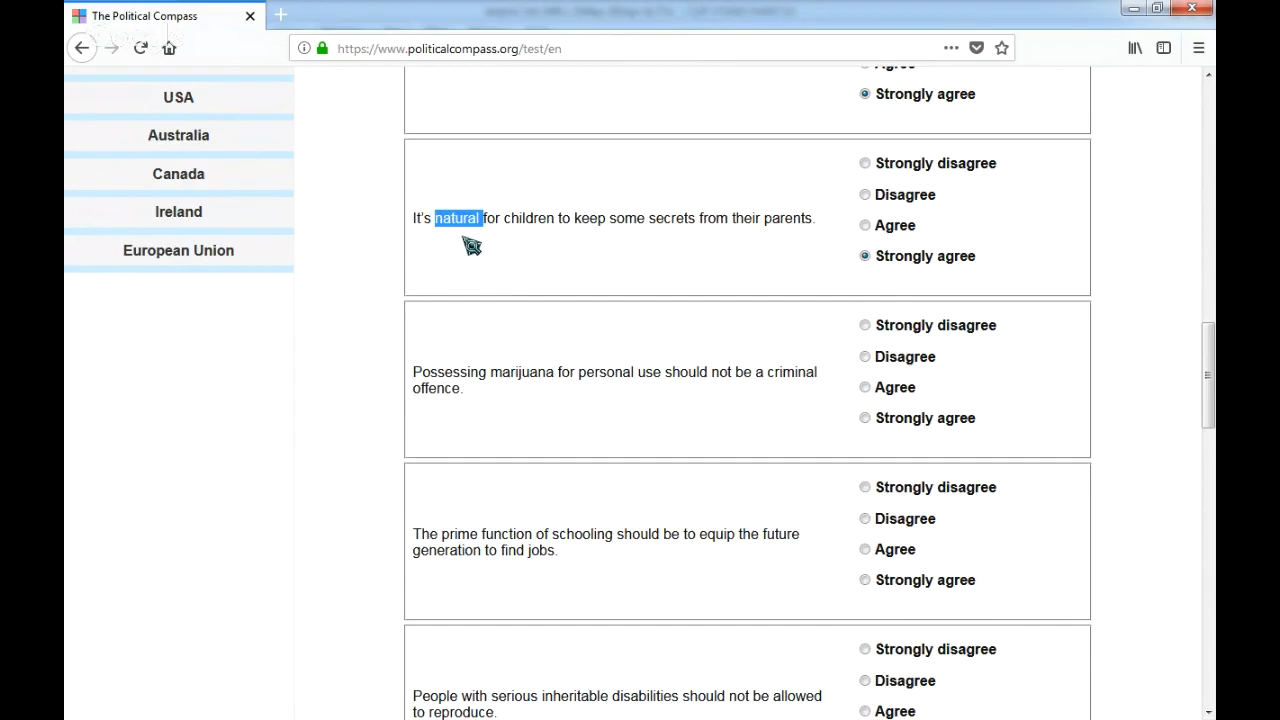 The Political Compass
https://www.politicalcompass.org/test/en
USA
Australia
Canada
Ireland
European Union
Strongly agree
It's natural for children to keep some secrets from their parents.
Strongly disagree
Disagree
Agree
Strongly agree
Possessing marijuana for personal use should not be a criminal
offence.
Strongly disagree
Disagree
Agree
Strongly agree
The prime function of schooling should be to equip the future
generation to find jobs.
Strongly disagree
Disagree
Agree
Strongly agree
People with serious inheritable disabilities should not be allowed
to reproduce.
Strongly disagree
Disagree
Agree